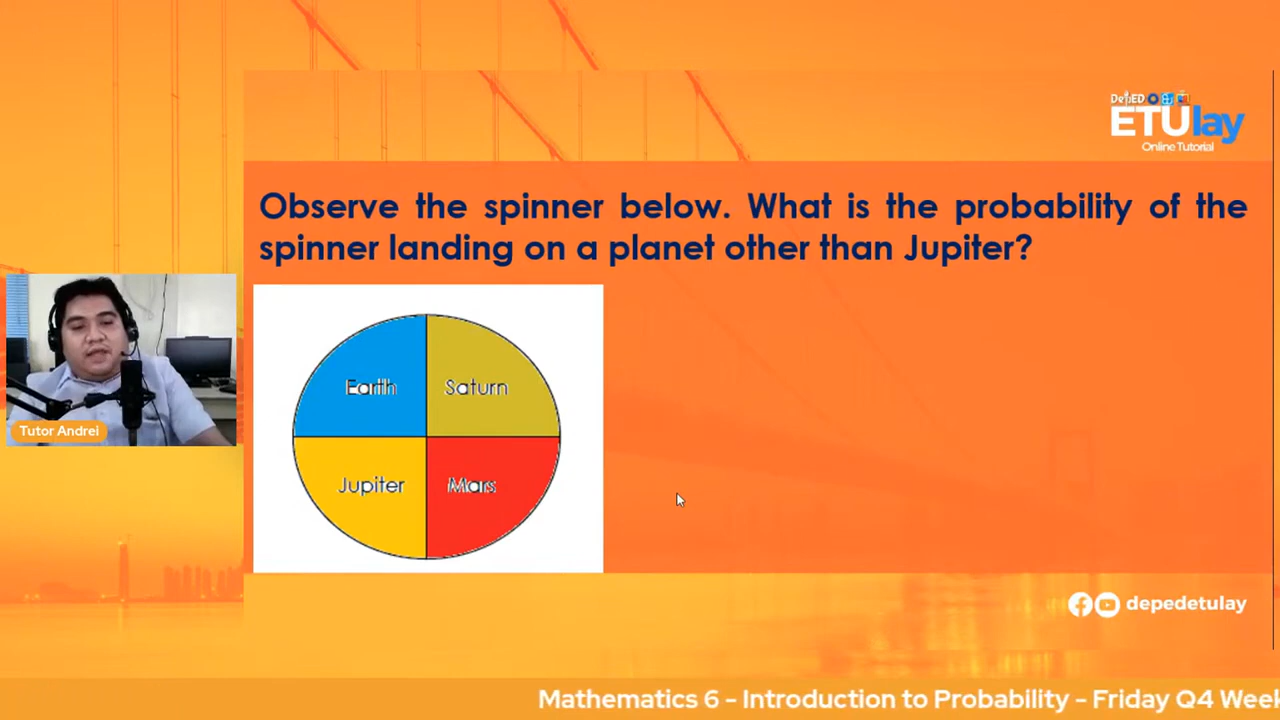 DepED
ETUlay
Online Tutorial
Observe the spinner below. What is the probability of the
spinner landing on a planet other than Jupiter?
Earth
Saturn
Jupiter
Mars
Tutor Andrei
depedetulay
Mathematics 6 - Introduction to Probability - Friday Q4 Week